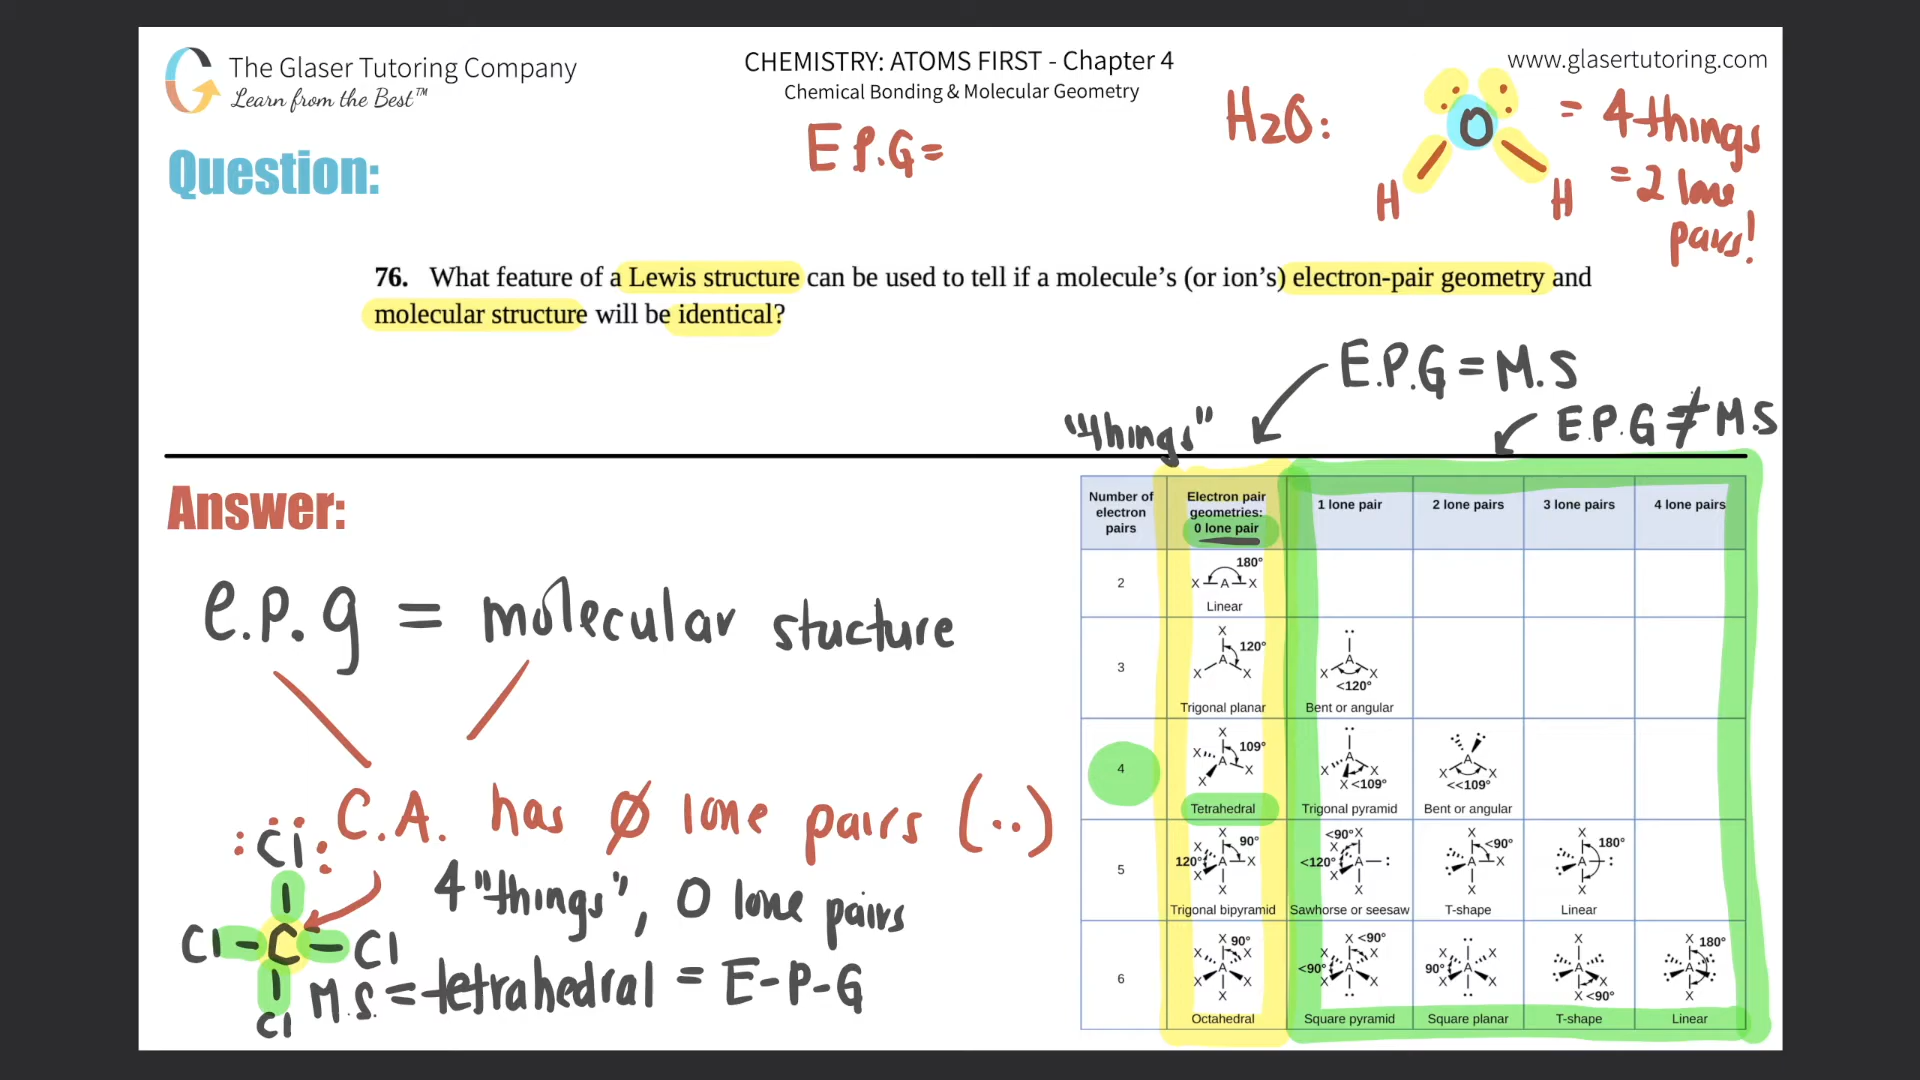 The Glaser Tutoring Company
Learn from the Best™
CHEMISTRY: ATOMS FIRST - Chapter 4
Chemical Bonding & Molecular Geometry
www.glasertutoring.com
E P.G=
H2O:
O
H
H
= 4 things
= 2 lone
pairs!
Question:
76. What feature of a Lewis structure can be used to tell if a molecule's (or ion's) electron-pair geometry and
molecular structure will be identical?
E.P.G = M.S
E.P.G ≠ M.S
"things"
Answer:
e.p.g = molecular stucture
C.A. has Ø lone pairs (..)
4 "things", 0 lone pairs
M.S. = tetrahedral = E-P-G
Cl
Cl - C - Cl
Cl
Number of electron pairs
Electron pair geometries: 0 lone pair
1 lone pair
2 lone pairs
3 lone pairs
4 lone pairs
2
X A X 180°
Linear
3
X A X X 120°
Trigonal planar
: A X X <120°
Bent or angular
4
X X A X X 109°
Tetrahedral
: A X X X <109°
Trigonal pyramid
: : A X X <<109°
Bent or angular
5
X X X A X X 90° 120°
Trigonal bipyramid
<90° X X A : <120° X X
Sawhorse or seesaw
X A X X <90°
T-shape
X A : X 180°
Linear
6
X X X A X X X 90°
Octahedral
X <90° X X A X X <90°
Square pyramid
X X A X X 90°
Square planar
X A X X <90°
T-shape
X A X 180°
Linear